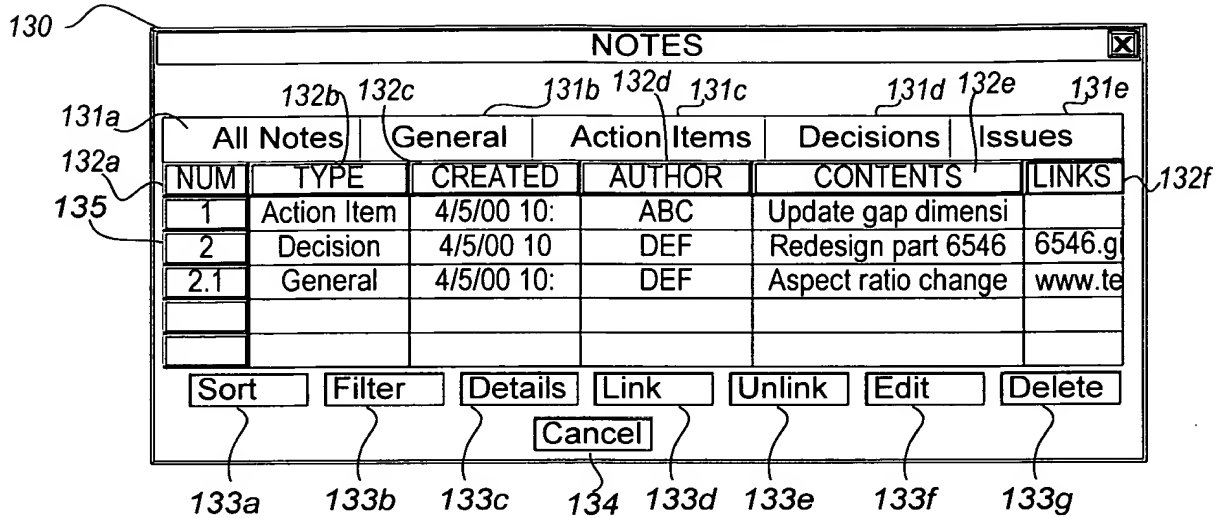 130
NOTES
132b 132c 131b 132d 131c 131d 132e 131e
131a
All Notes General Action Items Decisions Issues
132a
NUM TYPE CREATED AUTHOR CONTENTS LINKS 132f
135
1 Action Item 4/5/00 10: ABC Update gap dimensi
2 Decision 4/5/00 10 DEF Redesign part 6546 6546.gi
2.1 General 4/5/00 10: DEF Aspect ratio change www.te
Sort Filter Details Link Unlink Edit Delete
Cancel
133a 133b 133c 134 133d 133e 133f 133g